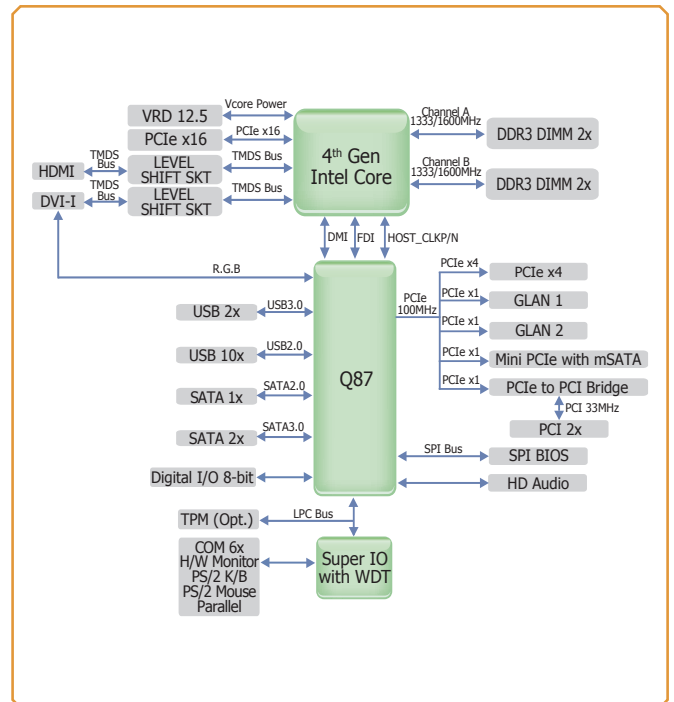 Vcore Power
VRD 12.5
PCIe x16
PCIe x16
TMDS
Bus
HDMI
LEVEL
SHIFT SKT
TMDS Bus
TMDS
Bus
DVI-I
LEVEL
SHIFT SKT
TMDS Bus
4th Gen
Intel Core
Channel A
1333/1600MHz
DDR3 DIMM 2x
Channel B
1333/1600MHz
DDR3 DIMM 2x
DMI
FDI
HOST_CLKP/N
R.G.B
USB 2x
USB3.0
USB 10x
USB2.0
SATA 1x
SATA2.0
SATA 2x
SATA3.0
Digital I/O 8-bit
Q87
PCIe
100MHz
PCIe x4
PCIe x4
PCIe x1
GLAN 1
PCIe x1
GLAN 2
PCIe x1
Mini PCIe with mSATA
PCIe x1
PCIe to PCI Bridge
PCI 33MHz
PCI 2x
SPI Bus
SPI BIOS
HD Audio
TPM (Opt.)
LPC Bus
COM 6x
H/W Monitor
PS/2 K/B
PS/2 Mouse
Parallel
Super IO
with WDT